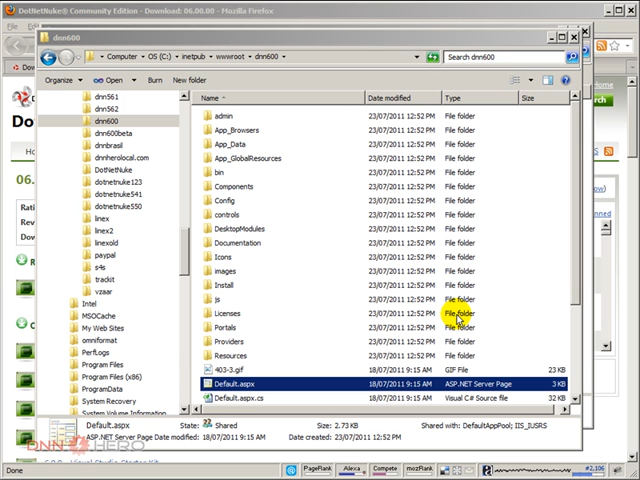 DotNetNuke® Community Edition - Download: 06.00.00 - Mozilla Firefox
Computer ▸ OS (C:) ▸ inetpub ▸ wwwroot ▸ dnn600
Search dnn600
Organize Open Burn New folder
Name Date modified Type Size
dnn561
dnn562
dnn600
dnn600beta
dnnbrasil
dnnherolocal.com
DotNetNuke
dotnetnuke123
dotnetnuke541
dotnetnuke550
linex
linex2
linexold
paypal
s4s
trackit
vzaar
Intel
MSOCache
My Web Sites
omniformat
PerfLogs
Program Files
Program Files (x86)
ProgramData
System Recovery
System Volume Information
admin 23/07/2011 12:52 PM File folder
App_Browsers 23/07/2011 12:52 PM File folder
App_Data 23/07/2011 12:52 PM File folder
App_GlobalResources 23/07/2011 12:52 PM File folder
bin 23/07/2011 12:52 PM File folder
Components 23/07/2011 12:52 PM File folder
Config 23/07/2011 12:52 PM File folder
controls 23/07/2011 12:52 PM File folder
DesktopModules 23/07/2011 12:52 PM File folder
Documentation 23/07/2011 12:52 PM File folder
Icons 23/07/2011 12:52 PM File folder
images 23/07/2011 12:52 PM File folder
Install 23/07/2011 12:52 PM File folder
js 23/07/2011 12:52 PM File folder
Licenses 23/07/2011 12:52 PM File folder
Portals 23/07/2011 12:52 PM File folder
Providers 23/07/2011 12:52 PM File folder
Resources 23/07/2011 12:52 PM File folder
403-3.gif 18/07/2011 9:15 AM GIF File 23 KB
Default.aspx 18/07/2011 9:15 AM ASP.NET Server Page 3 KB
Default.aspx.cs 18/07/2011 9:15 AM Visual C# Source file 32 KB
Default.aspx State: Shared Size: 2.73 KB Shared with: DefaultAppPool; IIS_IUSRS
ASP.NET Server Page Date modified: 18/07/2011 9:15 AM Date created: 23/07/2011 12:52 PM
DNN HERO
Home
06.
Done PageRank Alexa Compete mozRank #2,106